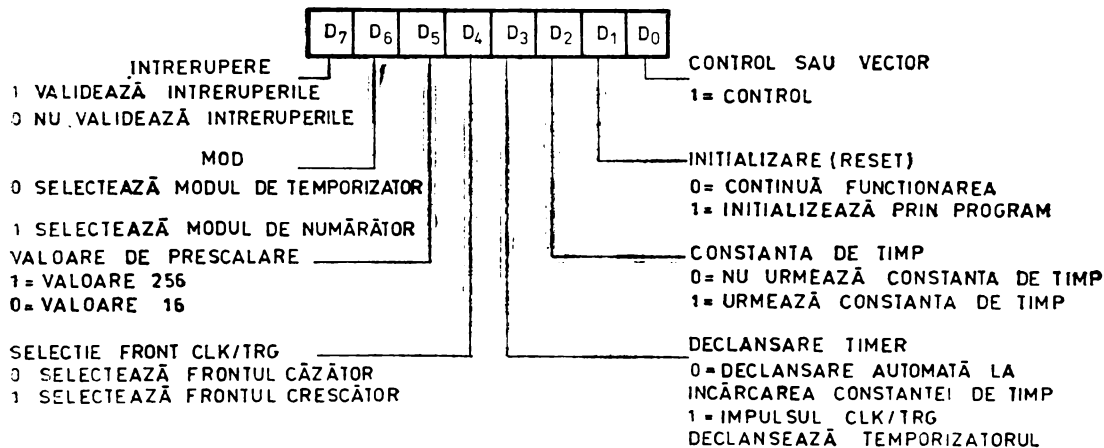 D7 D6 D5 D4 D3 D2 D1 D0
INTRERUPERE
1 VALIDEAZĂ INTRERUPERILE
0 NU VALIDEAZĂ INTRERUPERILE
MOD
0 SELECTEAZĂ MODUL DE TEMPORIZATOR
1 SELECTEAZĂ MODUL DE NUMĂRĂTOR
VALOARE DE PRESCALARE
1= VALOARE 256
0= VALOARE 16
SELECTIE FRONT CLK/TRG
0 SELECTEAZĂ FRONTUL CĂZĂTOR
1 SELECTEAZĂ FRONTUL CRESCĂTOR
CONTROL SAU VECTOR
1= CONTROL
INITIALIZARE (RESET)
0= CONTINUĂ FUNCTIONAREA
1= INITIALIZEAZĂ PRIN PROGRAM
CONSTANTA DE TIMP
0= NU URMEAZĂ CONSTANTA DE TIMP
1= URMEAZĂ CONSTANTA DE TIMP
DECLANSARE TIMER
0= DECLANSARE AUTOMATĂ LA
INCĂRCAREA CONSTANTEI DE TIMP
1= IMPULSUL CLK/TRG
DECLANSEAZĂ TEMPORIZATORUL